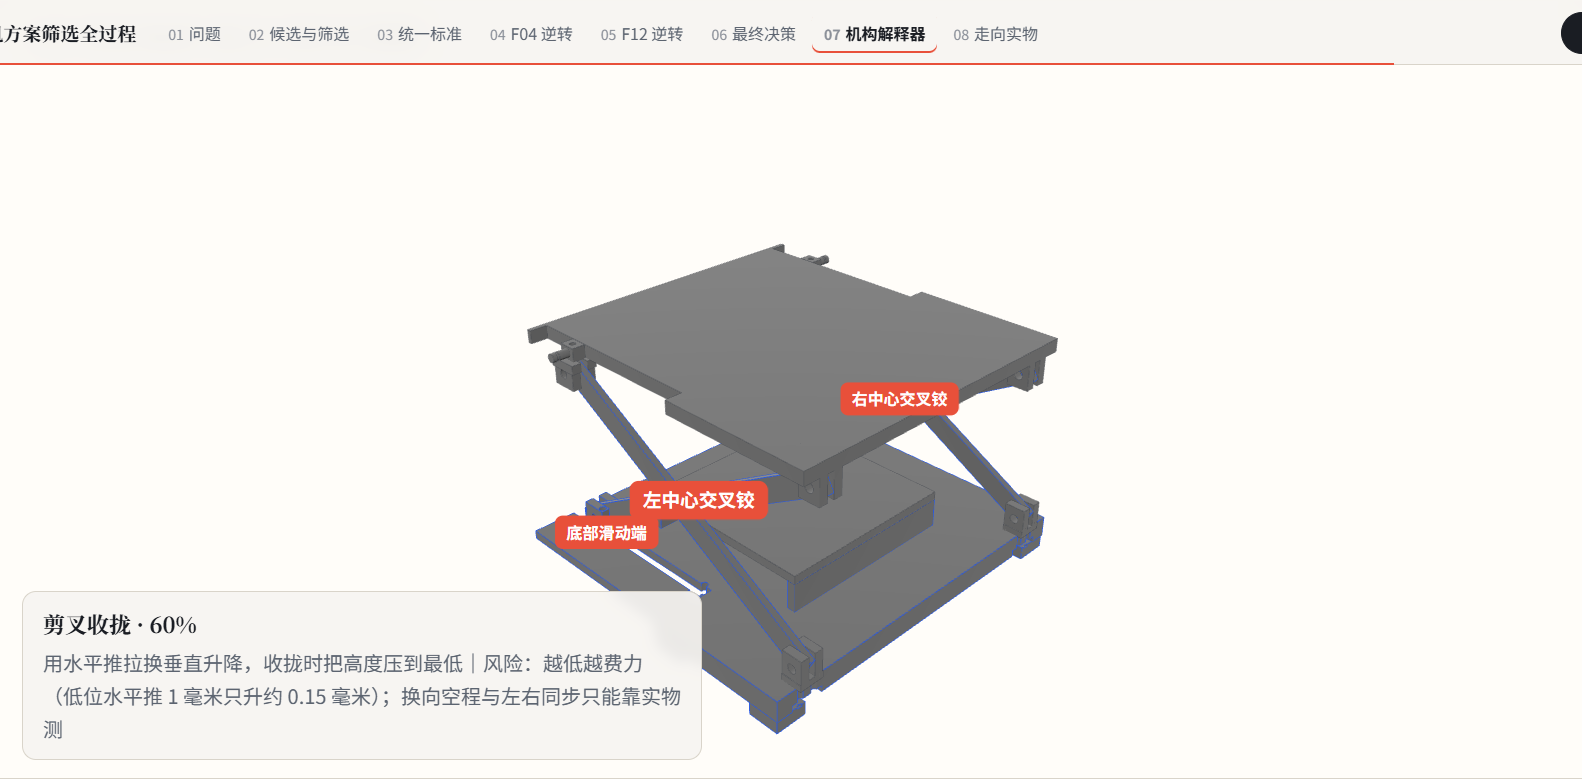 方案筛选全过程
01 问题
02 候选与筛选
03 统一标准
04 F04 逆转
05 F12 逆转
06 最终决策
07 机构解释器
08 走向实物
右中心交叉铰
左中心交叉铰
底部滑动端
剪叉收拢 · 60%
用水平推拉换垂直升降，收拢时把高度压到最低｜风险：越低越费力
（低位水平推 1 毫米只升约 0.15 毫米）；换向空程与左右同步只能靠实物
测